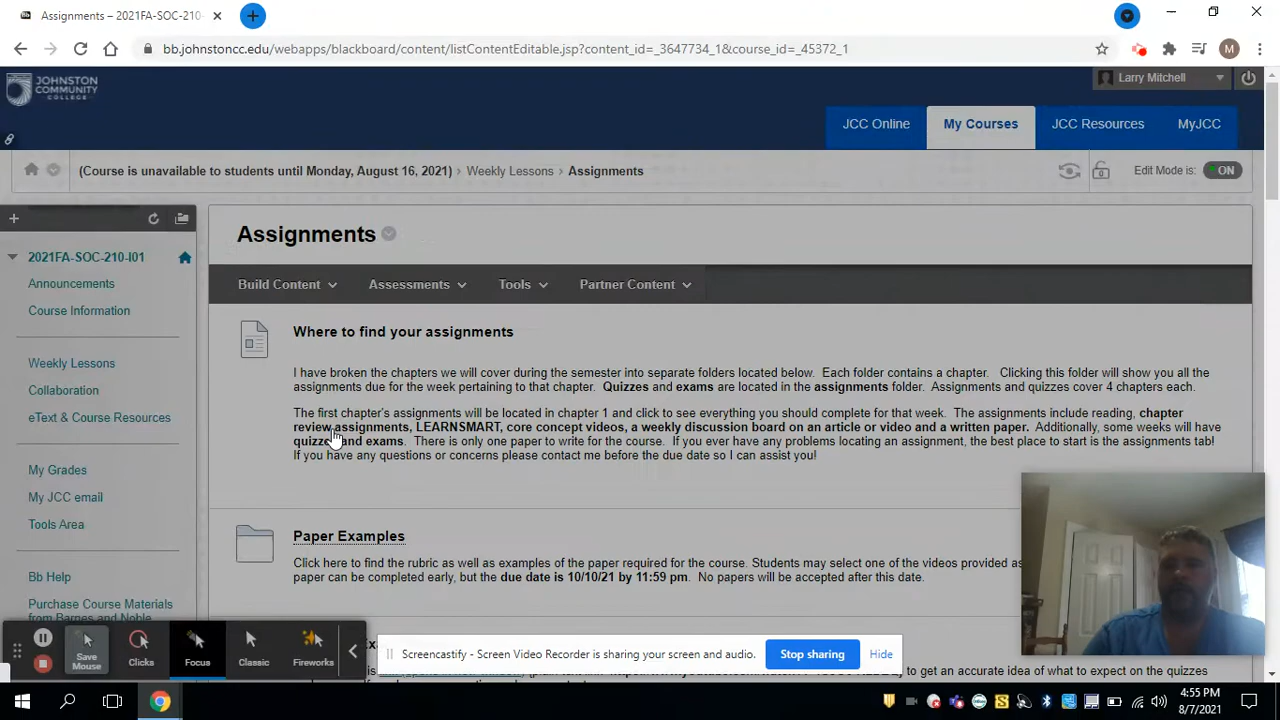 Assignments – 2021FA-SOC-210-
bb.johnstoncc.edu/webapps/blackboard/content/listContentEditable.jsp?content_id=_3647734_1&course_id=_45372_1
M
JOHNSTON
COMMUNITY
COLLEGE
Larry Mitchell
JCC Online
My Courses
JCC Resources
MyJCC
(Course is unavailable to students until Monday, August 16, 2021) > Weekly Lessons > Assignments
Edit Mode is: ON
2021FA-SOC-210-I01
Announcements
Course Information
Weekly Lessons
Collaboration
eText & Course Resources
My Grades
My JCC email
Tools Area
Bb Help
Purchase Course Materials
from Barnes and Noble
Assignments
Build Content
Assessments
Tools
Partner Content
Where to find your assignments
I have broken the chapters we will cover during the semester into separate folders located below. Each folder contains a chapter. Clicking this folder will show you all the
assignments due for the week pertaining to that chapter. Quizzes and exams are located in the assignments folder. Assignments and quizzes cover 4 chapters each.
The first chapter's assignments will be located in chapter 1 and click to see everything you should complete for that week. The assignments include reading, chapter
review assignments, LEARNSMART, core concept videos, a weekly discussion board on an article or video and a written paper. Additionally, some weeks will have
quizzes and exams. There is only one paper to write for the course. If you ever have any problems locating an assignment, the best place to start is the assignments tab!
If you have any questions or concerns please contact me before the due date so I can assist you!
Paper Examples
Click here to find the rubric as well as examples of the paper required for the course. Students may select one of the videos provided as
paper can be completed early, but the due date is 10/10/21 by 11:59 pm. No papers will be accepted after this date.
to get an accurate idea of what to expect on the quizzes
Save
Mouse
Clicks
Focus
Classic
Fireworks
Screencastify - Screen Video Recorder is sharing your screen and audio.
Stop sharing
Hide
4:55 PM
8/7/2021